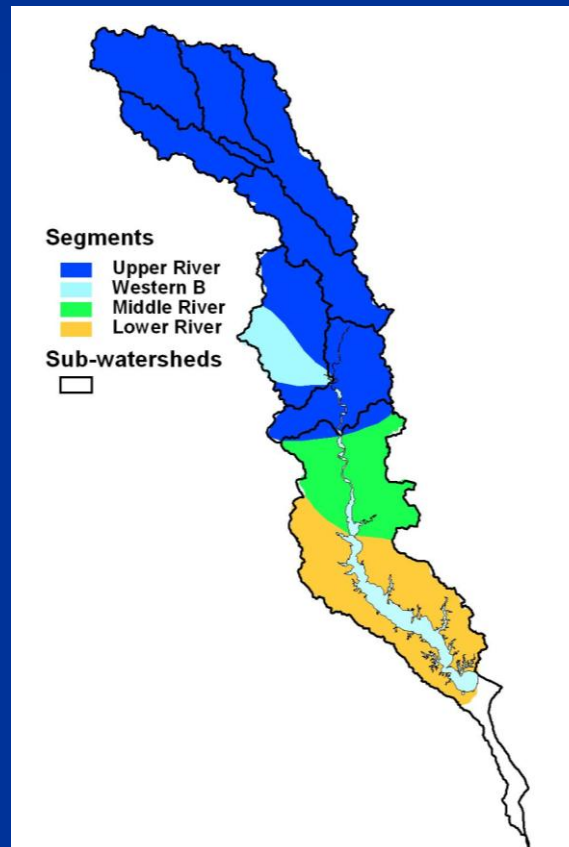 Segments
Upper River
Western B
Middle River
Lower River
Sub-watersheds